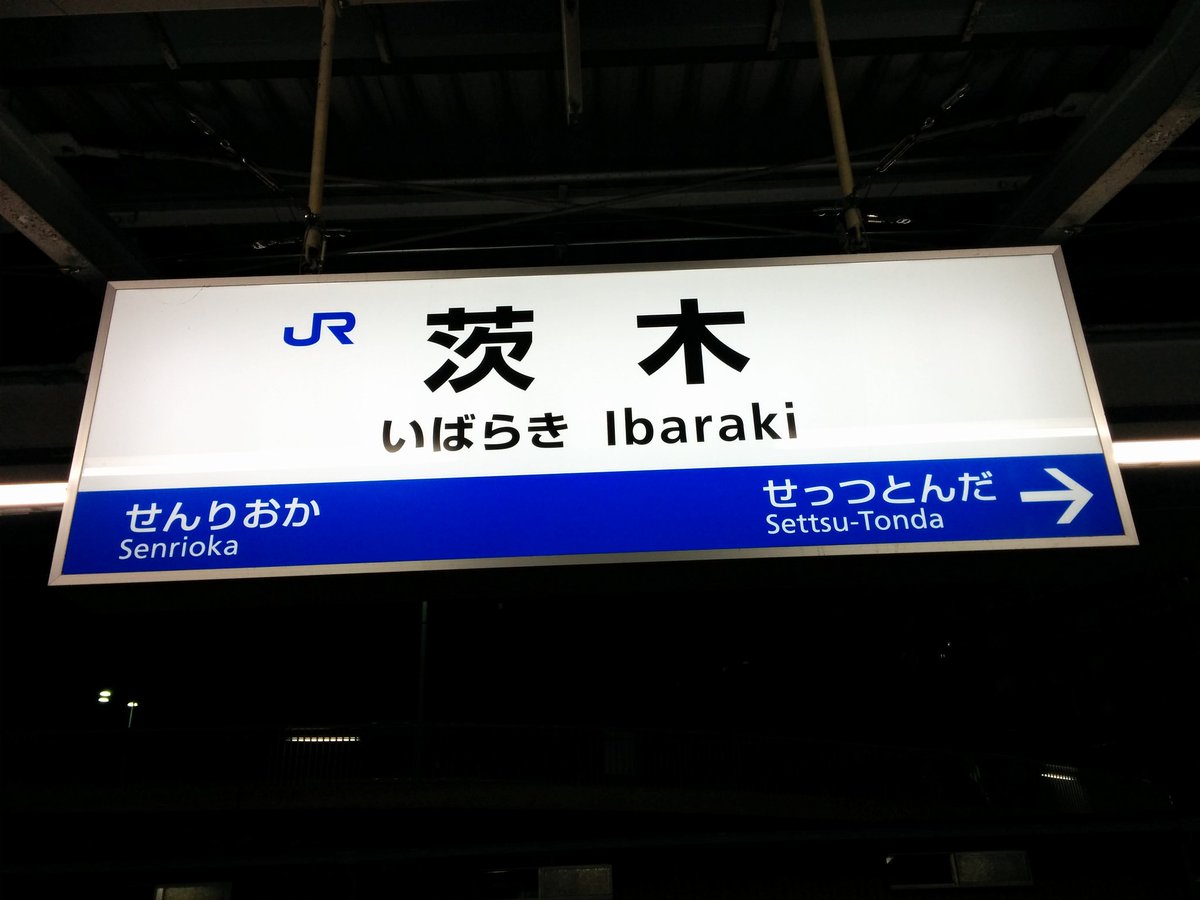 JR 茨木
いばらき Ibaraki
せんりおか
Senrioka
せっつとんだ →
Settsu-Tonda